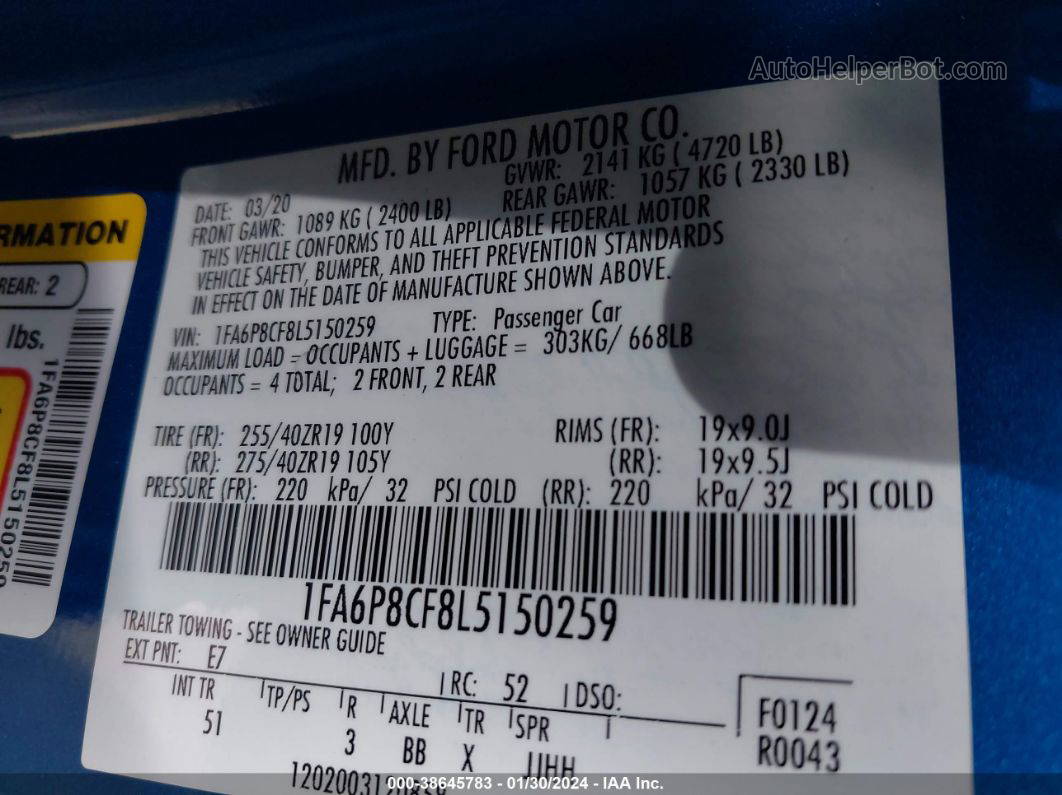 AutoHelperBot.com
MFD. BY FORD MOTOR CO.
DATE: 03/20 GVWR: 2141 KG ( 4720 LB)
FRONT GAWR: 1089 KG ( 2400 LB) REAR GAWR: 1057 KG ( 2330 LB)
THIS VEHICLE CONFORMS TO ALL APPLICABLE FEDERAL MOTOR
VEHICLE SAFETY, BUMPER, AND THEFT PREVENTION STANDARDS
IN EFFECT ON THE DATE OF MANUFACTURE SHOWN ABOVE.
VIN: 1FA6P8CF8L5150259 TYPE: Passenger Car
MAXIMUM LOAD = OCCUPANTS + LUGGAGE = 303KG/ 668LB
OCCUPANTS = 4 TOTAL; 2 FRONT, 2 REAR
TIRE (FR): 255/40ZR19 100Y RIMS (FR): 19x9.0J
(RR): 275/40ZR19 105Y (RR): 19x9.5J
PRESSURE (FR): 220 kPa/ 32 PSI COLD (RR): 220 kPa/ 32 PSI COLD
1FA6P8CF8L5150259
TRAILER TOWING - SEE OWNER GUIDE
EXT PNT: E7 RC: 52 DSO:
INT TR TP/PS R AXLE TR SPR
51 3 BB X
F0124
R0043
RMATION
REAR: 2
lbs.
1FA6P8CF8L5150259
000-38645783 - 01/30/2024 - IAA Inc.